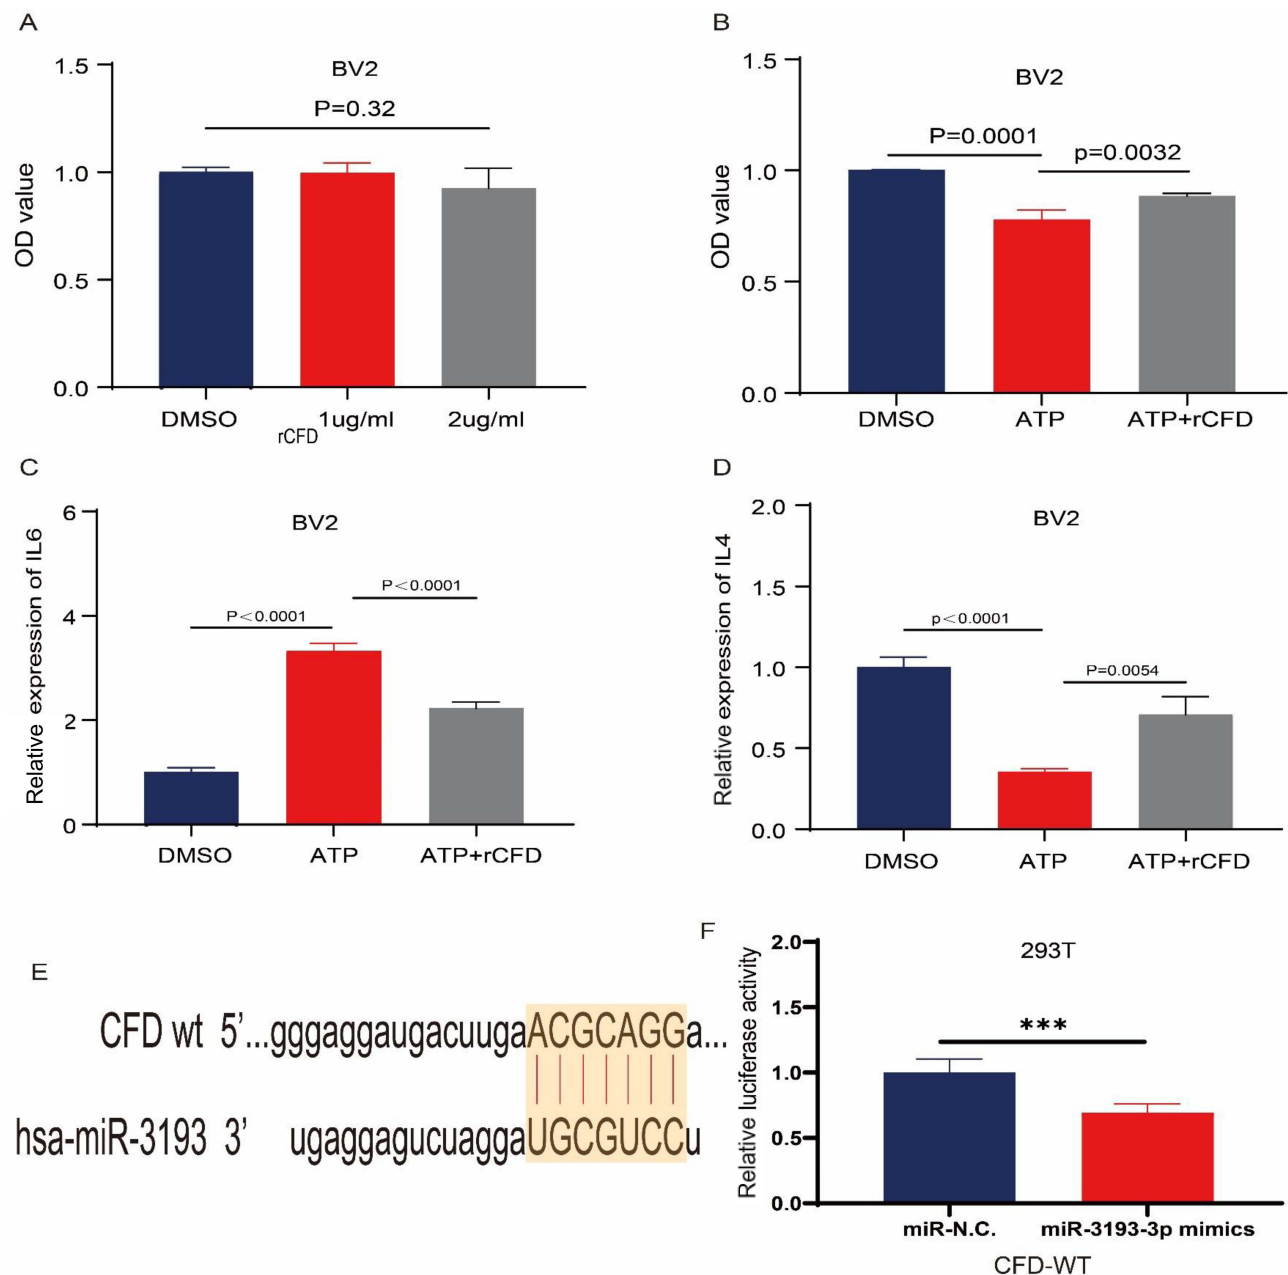 A
BV2
P=0.32
OD value
1.5
1.0
0.5
0.0
DMSO
rCFD
1ug/ml
2ug/ml
B
BV2
P=0.0001
p=0.0032
OD value
1.5
1.0
0.5
0.0
DMSO
ATP
ATP+rCFD
C
BV2
P<0.0001
P<0.0001
Relative expression of IL6
6
4
2
0
DMSO
ATP
ATP+rCFD
D
BV2
p<0.0001
P=0.0054
Relative expression of IL4
2.0
1.5
1.0
0.5
0.0
DMSO
ATP
ATP+rCFD
E
CFD wt 5’...gggaggaugacuugaACGCAGGa...
hsa-miR-3193 3’ ugaggagucuaggaUGCGUCCu
F
293T
***
Relative luciferase activity
2.0
1.5
1.0
0.5
0.0
miR-N.C.
miR-3193-3p mimics
CFD-WT